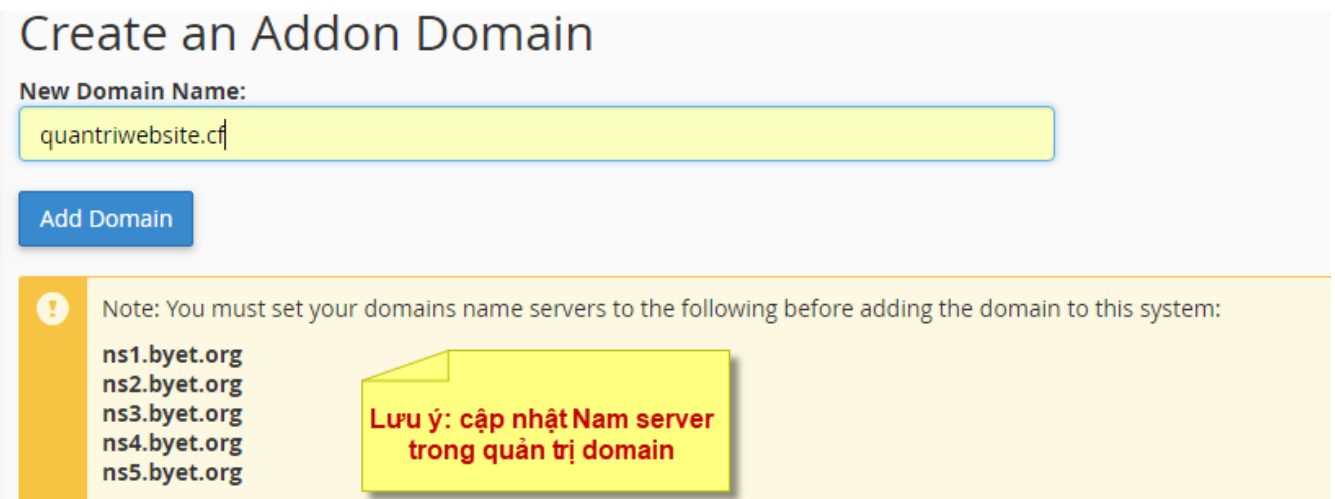 Create an Addon Domain
New Domain Name:
quantriwebsite.cf
Add Domain
Note: You must set your domains name servers to the following before adding the domain to this system:
ns1.byet.org
ns2.byet.org
ns3.byet.org
ns4.byet.org
ns5.byet.org
Lưu ý: cập nhật Nam server
trong quản trị domain